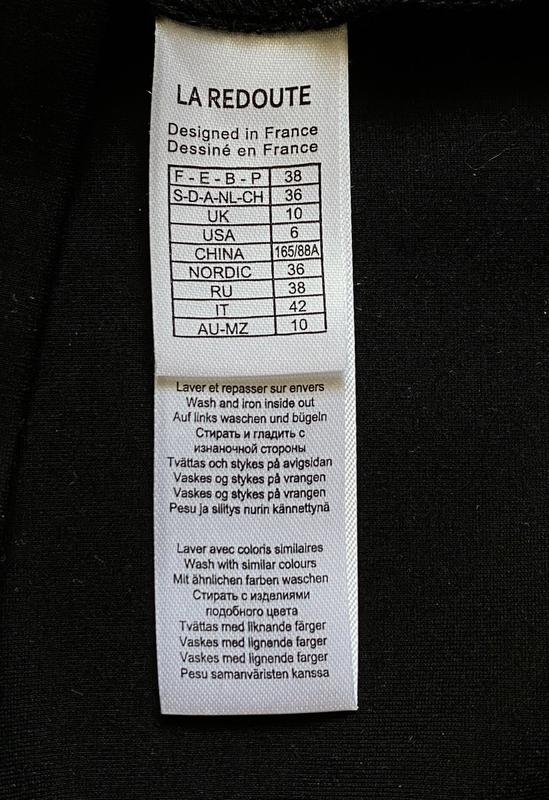 LA REDOUTE
Designed in France
Dessiné en France
F - E - B - P 38
S-D-A-NL-CH 36
UK 10
USA 6
CHINA 165/88A
NORDIC 36
RU 38
IT 42
AU-MZ 10
Laver et repasser sur envers
Wash and iron inside out
Auf links waschen und bügeln
Стирать и гладить с
изнаночной стороны
Tvättas och stykes på avigsidan
Vaskes og stykes på vrangen
Vaskes og stykes på vrangen
Pesu ja silitys nurin kännettynä
Laver avec coloris similaires
Wash with similar colours
Mit ähnlichen farben waschen
Стирать с изделиями
подобного цвета
Tvättas med liknande färger
Vaskes med lignende farger
Vaskes med lignende farger
Pesu samanväristen kanssa